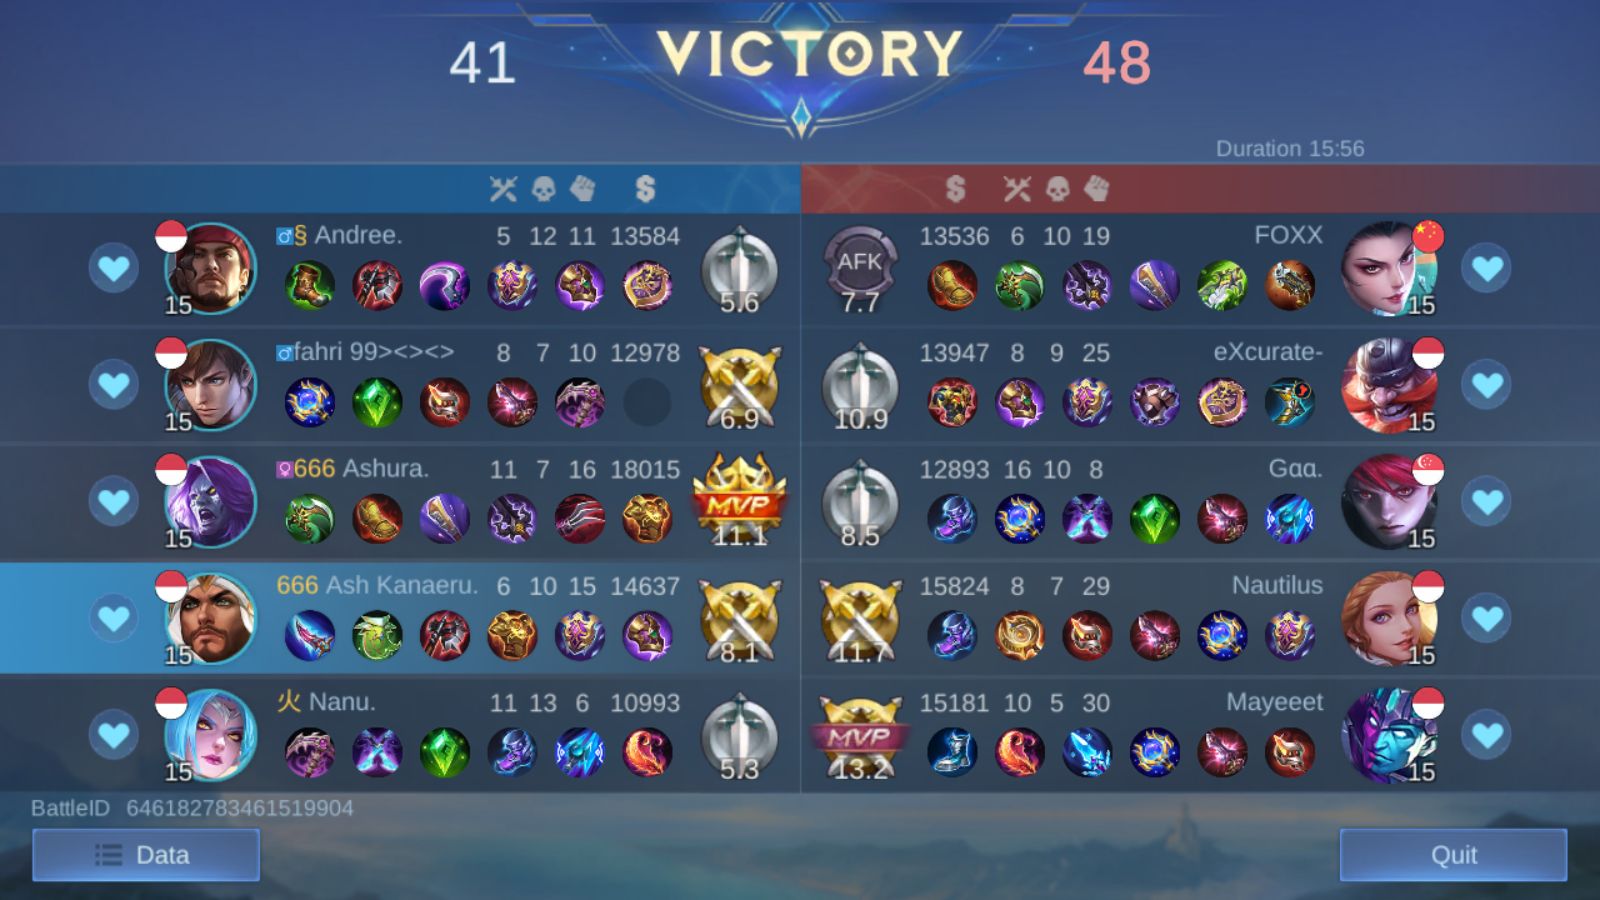 41 VICTORY 48
Duration 15:56
§ Andree. 5 12 11 13584 5.6 15
AFK 7.7 13536 6 10 19 FOXX 15
fahri 99><><> 8 7 10 12978 6.9 15
10.9 13947 8 9 25 eXcurate- 15
666 Ashura. 11 7 16 18015 MVP 11.1 15
8.5 12893 16 10 8 Gαα. 15
666 Ash Kanaeru. 6 10 15 14637 8.1 15
11.7 15824 8 7 29 Nautilus 15
火 Nanu. 11 13 6 10993 5.3 15
MVP 13.2 15181 10 5 30 Mayeeet 15
BattleID 646182783461519904
Data
Quit